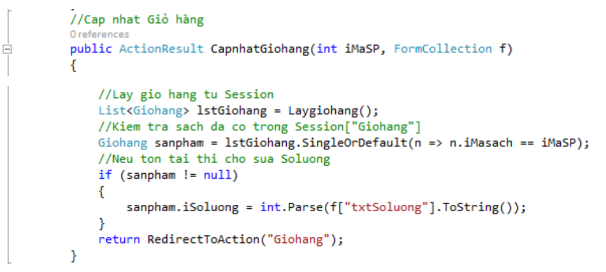 //Cap nhat Giỏ hàng
0 references
public ActionResult CapnhatGiohang(int iMaSP, FormCollection f)
{
//Lay gio hang tu Session
List<Giohang> lstGiohang = Laygiohang();
//Kiem tra sach da co trong Session["Giohang"]
Giohang sanpham = lstGiohang.SingleOrDefault(n => n.iMasach == iMaSP);
//Neu ton tai thi cho sua Soluong
if (sanpham != null)
{
sanpham.iSoluong = int.Parse(f["txtSoluong"].ToString());
}
return RedirectToAction("Giohang");
}